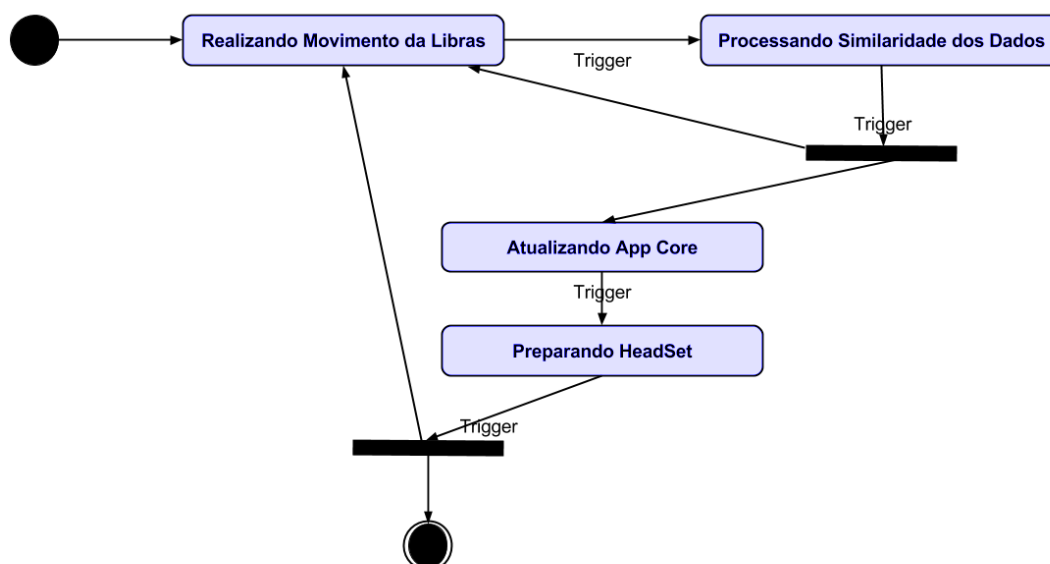 Realizando Movimento da Libras
Trigger
Processando Similaridade dos Dados
Trigger
Atualizando App Core
Trigger
Preparando HeadSet
Trigger